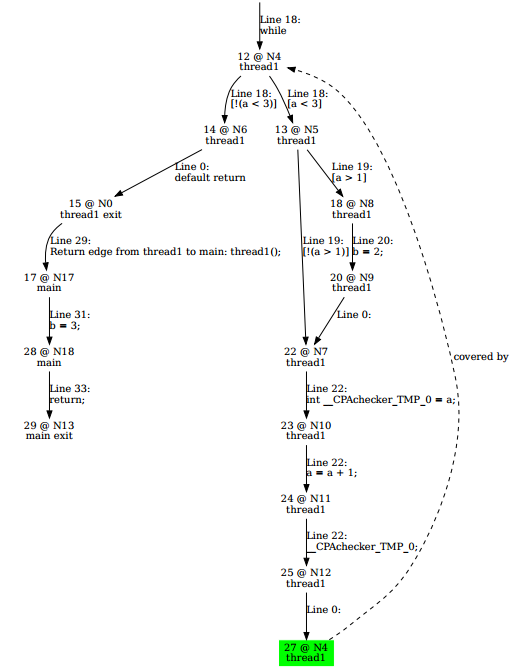 Line 18:
while
12 @ N4
thread1
Line 18:
[!(a < 3)]
Line 18:
[a < 3]
14 @ N6
thread1
13 @ N5
thread1
Line 0:
default return
Line 19:
[a > 1]
15 @ N0
thread1 exit
18 @ N8
thread1
Line 29:
Return edge from thread1 to main: thread1();
Line 19:
[!(a > 1)]
Line 20:
b = 2;
17 @ N17
main
20 @ N9
thread1
Line 31:
b = 3;
Line 0:
28 @ N18
main
22 @ N7
thread1
covered by
Line 33:
return;
Line 22:
int __CPAchecker_TMP_0 = a;
29 @ N13
main exit
23 @ N10
thread1
Line 22:
a = a + 1;
24 @ N11
thread1
Line 22:
__CPAchecker_TMP_0;
25 @ N12
thread1
Line 0:
27 @ N4
thread1